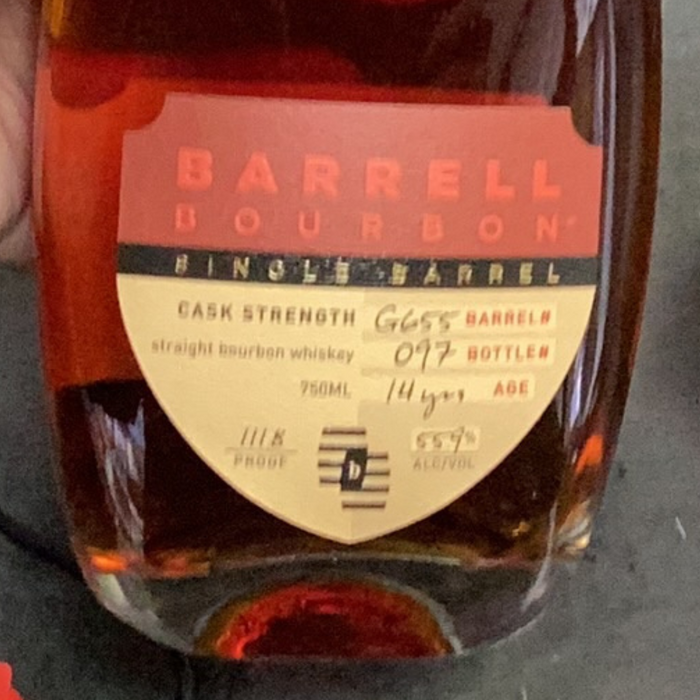 BARRELL
BOURBON
SINGLE BARREL
CASK STRENGTH G655 BARREL#
straight bourbon whiskey 097 BOTTLE#
750ML 14 yrs AGE
111.8 55.9%
PROOF ALC/VOL
b